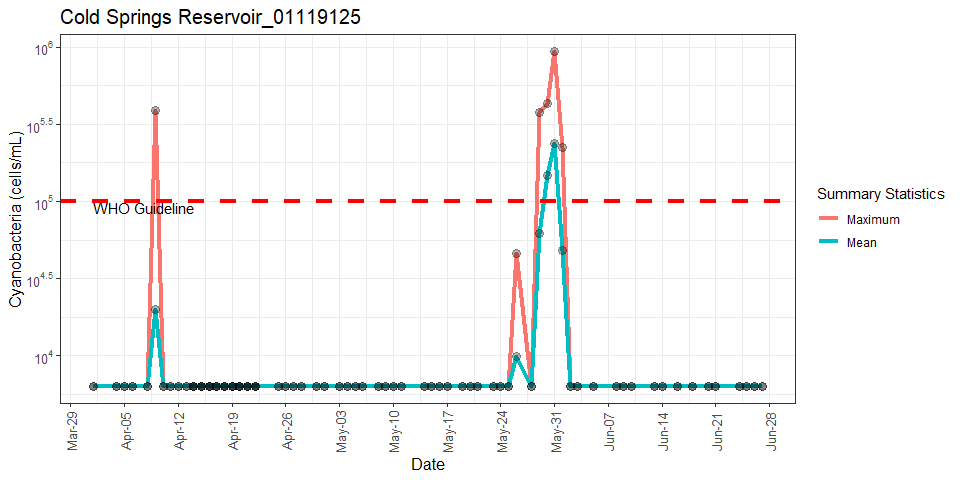 Cold Springs Reservoir_01119125
Cyanobacteria (cells/mL)
10^6
10^5.5
10^5
10^4.5
10^4
WHO Guideline
Mar-29
Apr-05
Apr-12
Apr-19
Apr-26
May-03
May-10
May-17
May-24
May-31
Jun-07
Jun-14
Jun-21
Jun-28
Date
Summary Statistics
Maximum
Mean